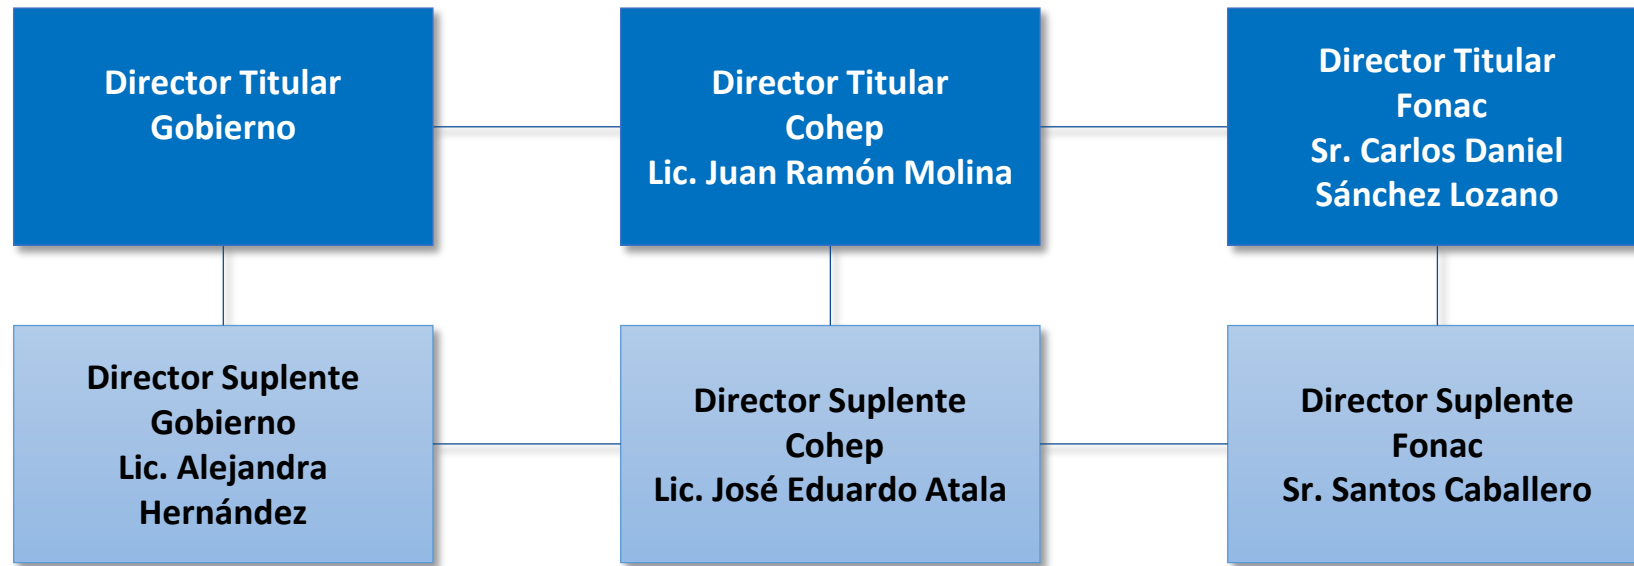 Director Titular
Gobierno
Director Titular
Cohep
Lic. Juan Ramón Molina
Director Titular
Fonac
Sr. Carlos Daniel
Sánchez Lozano
Director Suplente
Gobierno
Lic. Alejandra
Hernández
Director Suplente
Cohep
Lic. José Eduardo Atala
Director Suplente
Fonac
Sr. Santos Caballero